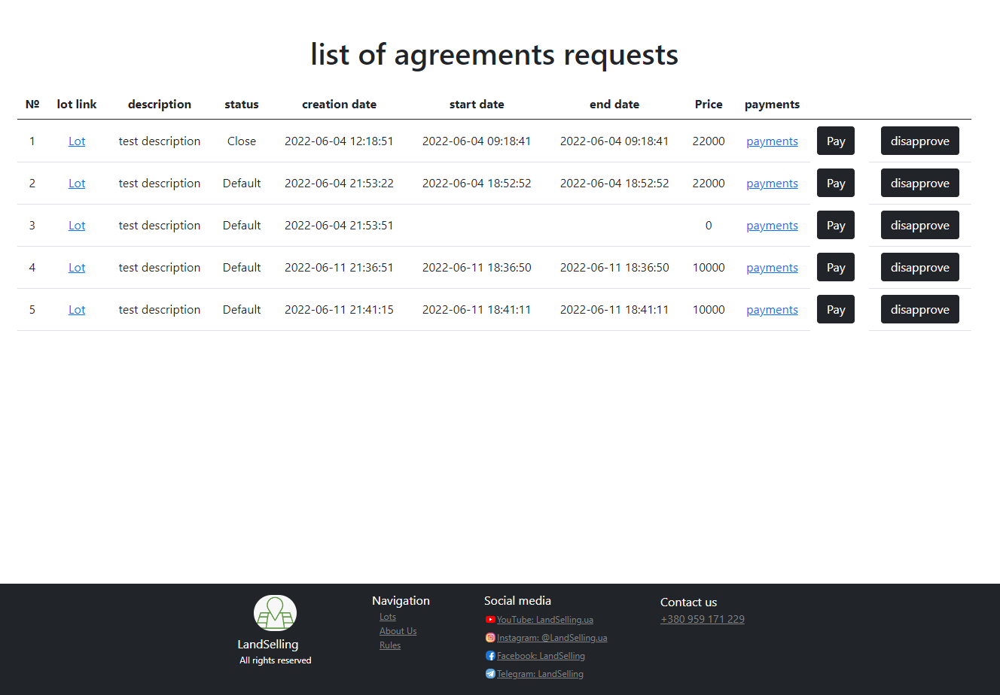 list of agreements requests
№ lot link description status creation date start date end date Price payments
1 Lot test description Close 2022-06-04 12:18:51 2022-06-04 09:18:41 2022-06-04 09:18:41 22000 payments Pay disapprove
2 Lot test description Default 2022-06-04 21:53:22 2022-06-04 18:52:52 2022-06-04 18:52:52 22000 payments Pay disapprove
3 Lot test description Default 2022-06-04 21:53:51 0 payments Pay disapprove
4 Lot test description Default 2022-06-11 21:36:51 2022-06-11 18:36:50 2022-06-11 18:36:50 10000 payments Pay disapprove
5 Lot test description Default 2022-06-11 21:41:15 2022-06-11 18:41:11 2022-06-11 18:41:11 10000 payments Pay disapprove
LandSelling
All rights reserved
Navigation
Lots
About Us
Rules
Social media
YouTube: LandSelling.ua
Instagram: @LandSelling.ua
Facebook: LandSelling
Telegram: LandSelling
Contact us
+380 959 171 229